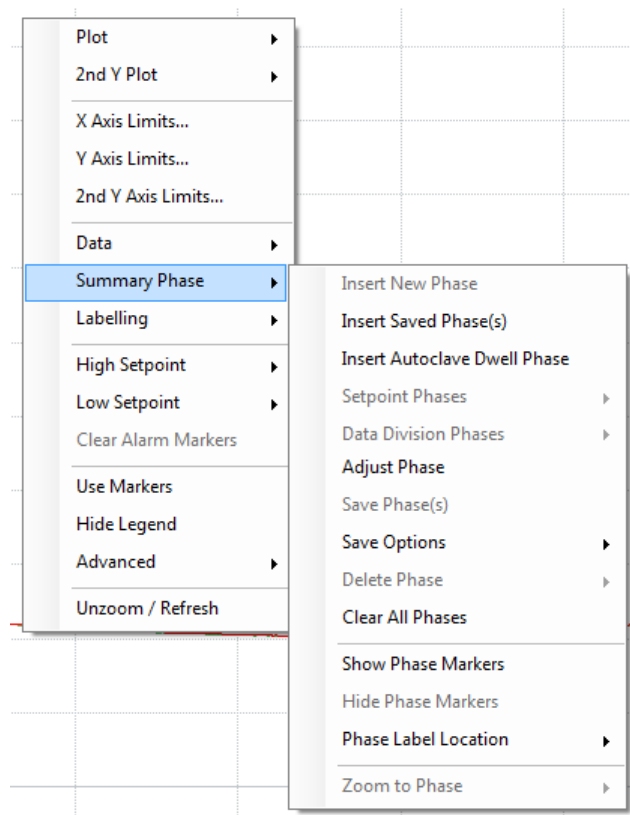 Plot
2nd Y Plot
X Axis Limits...
Y Axis Limits...
2nd Y Axis Limits...
Data
Summary Phase
Labelling
High Setpoint
Low Setpoint
Clear Alarm Markers
Use Markers
Hide Legend
Advanced
Unzoom / Refresh
Insert New Phase
Insert Saved Phase(s)
Insert Autoclave Dwell Phase
Setpoint Phases
Data Division Phases
Adjust Phase
Save Phase(s)
Save Options
Delete Phase
Clear All Phases
Show Phase Markers
Hide Phase Markers
Phase Label Location
Zoom to Phase